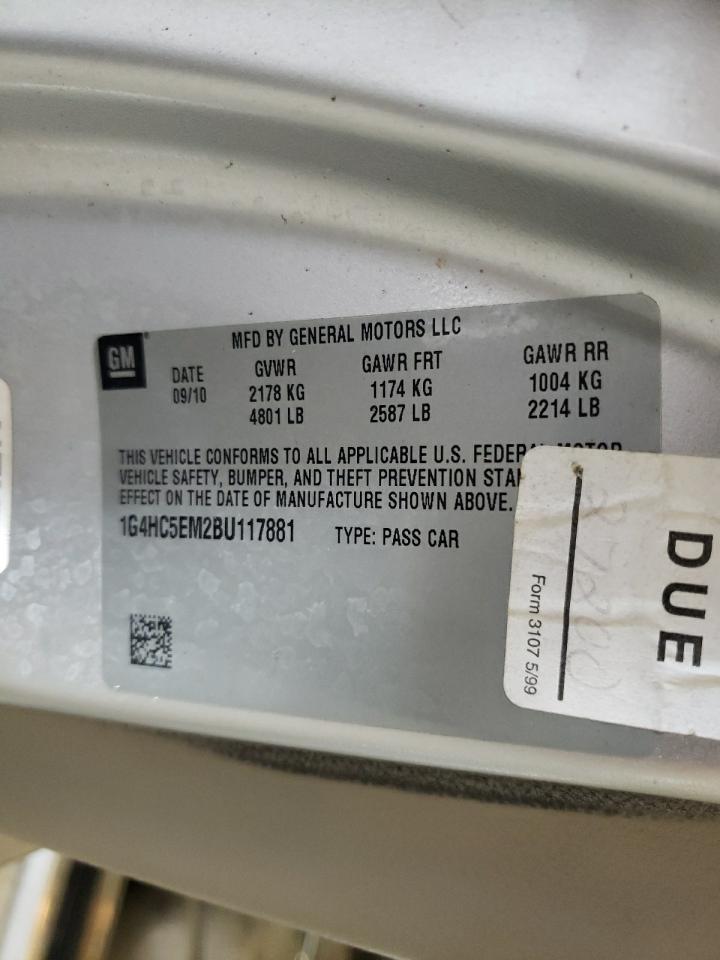 GM
MFD BY GENERAL MOTORS LLC
DATE GVWR GAWR FRT GAWR RR
09/10 2178 KG 1174 KG 1004 KG
4801 LB 2587 LB 2214 LB
THIS VEHICLE CONFORMS TO ALL APPLICABLE U.S. FEDERAL MOTOR
VEHICLE SAFETY, BUMPER, AND THEFT PREVENTION STAN
EFFECT ON THE DATE OF MANUFACTURE SHOWN ABOVE.
1G4HC5EM2BU117881 TYPE: PASS CAR
DUE
Form 3107 5/99